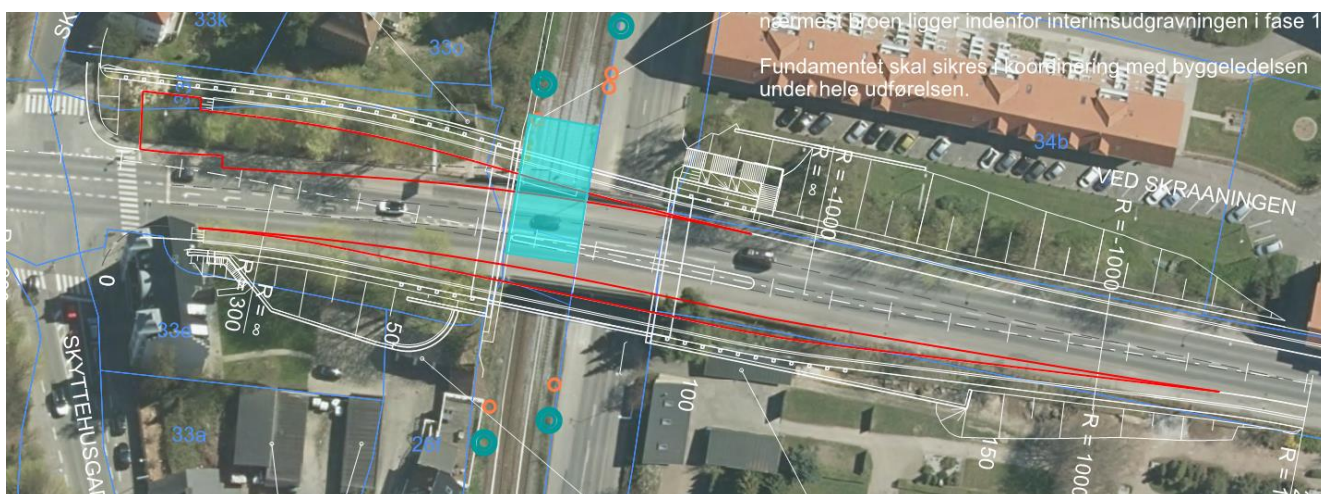 nærmest broen ligger indenfor interimsudgravningen i fase 1
Fundamentet skal sikres i koordinering med byggeledelsen
under hele udførelsen.
33k
34b
VED SKRAANINGEN
R = ∞
R = -1000
R = -1000
0
R = 300
R = ∞
50
33e
SKYTTEHUSGA
33a
26f
100
150
R = 1000